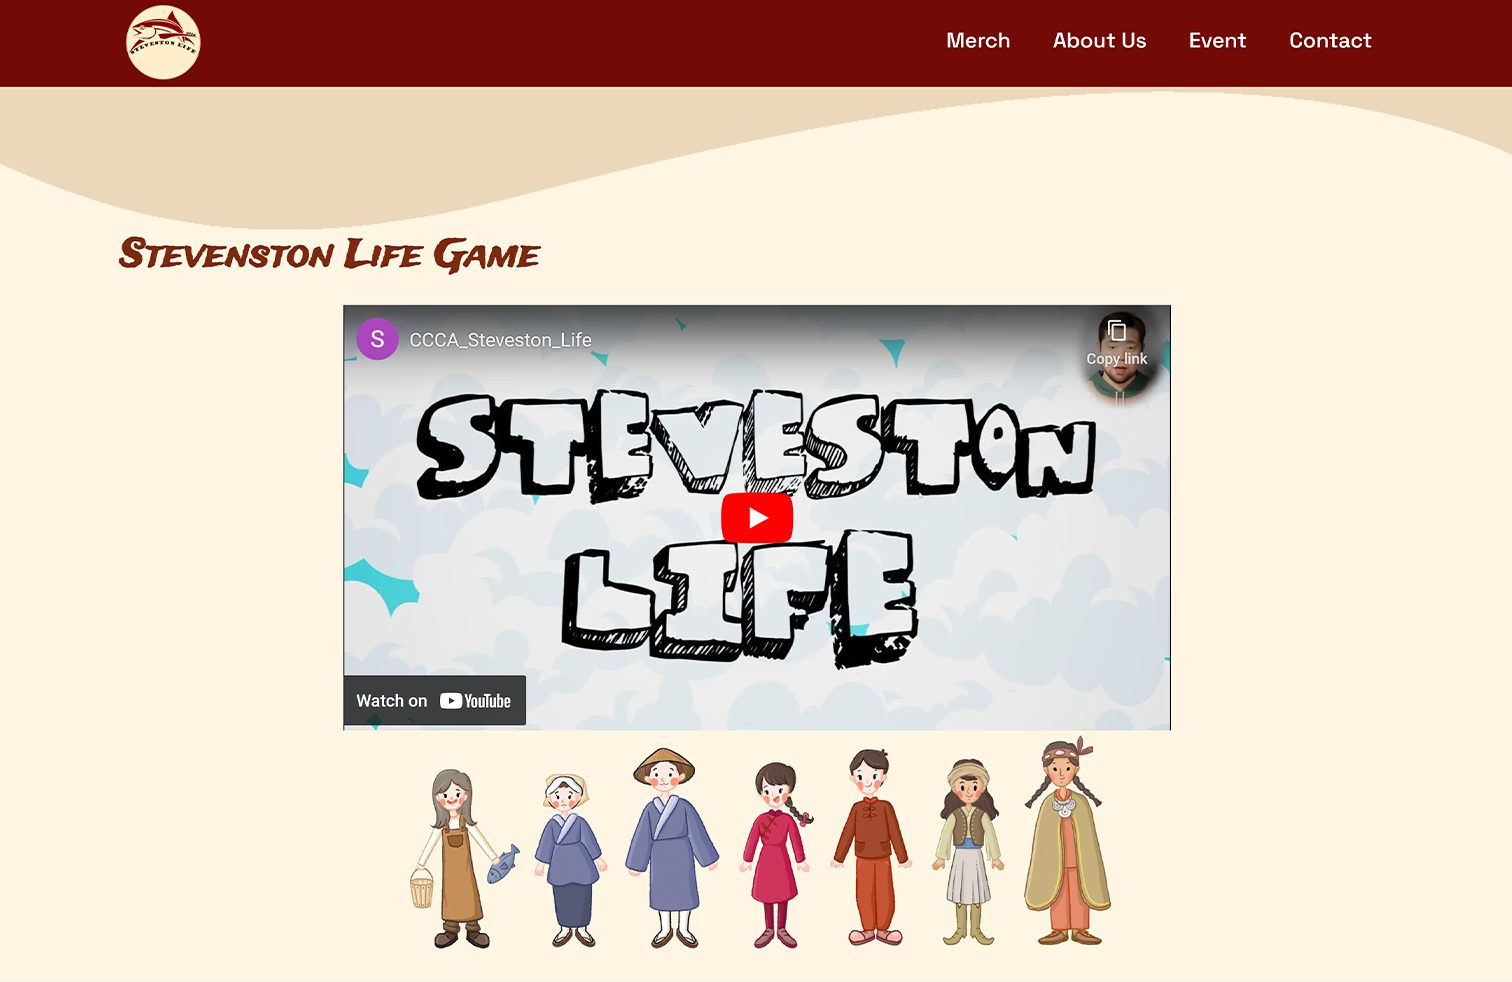 STEVESTON LIFE
Merch
About Us
Event
Contact
Stevenston Life Game
S
CCCA_Steveston_Life
Copy link
STEVESTON
LIFE
Watch on YouTube